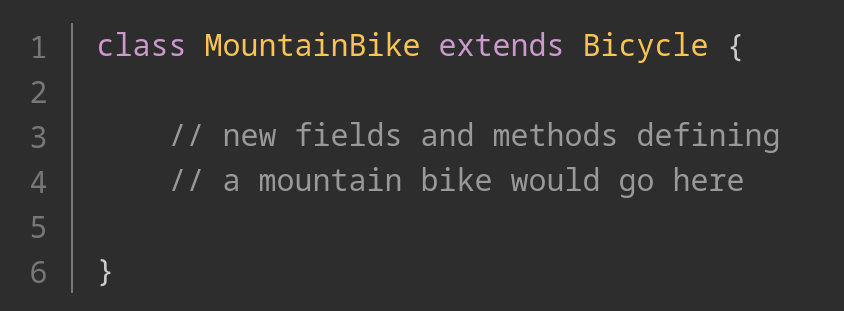 1 class MountainBike extends Bicycle {
2
3     // new fields and methods defining
4     // a mountain bike would go here
5
6 }